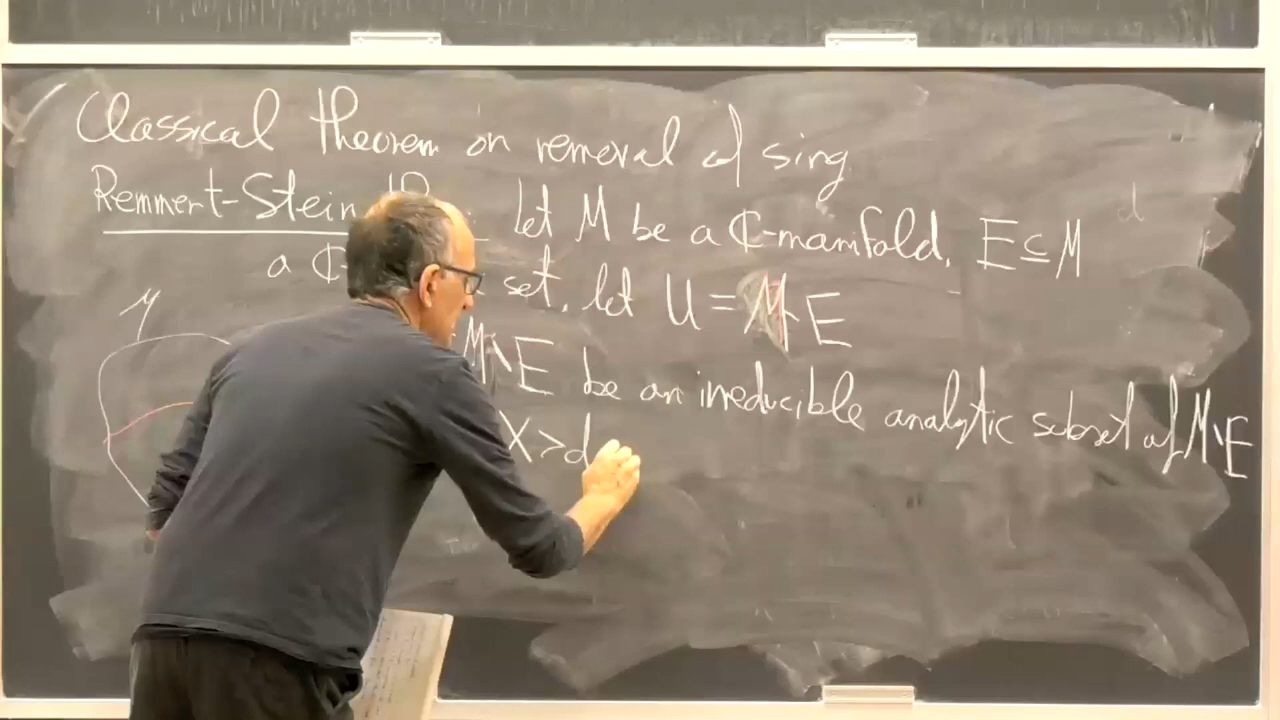 Classical theorem on removal of sing
Remmert-Stein let M be a ℂ-manifold, E ⊆ M
a ℂ- set. let U = M\E
M\E be an irreducible analytic subset of M\E
X > d
M
d